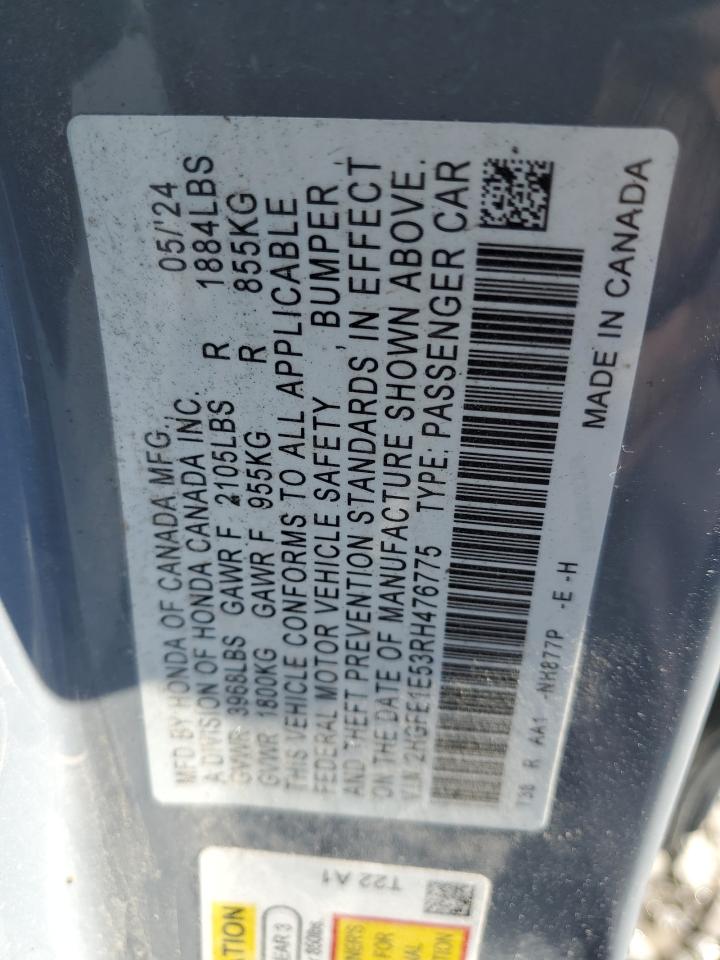 MFD BY HONDA OF CANADA MFG., 05/'24
A DIVISION OF HONDA CANADA INC.
GVWR 3968LBS GAWR F 2105LBS R 1884LBS
GVWR 1800KG GAWR F 955KG R 855KG
THIS VEHICLE CONFORMS TO ALL APPLICABLE
FEDERAL MOTOR VEHICLE SAFETY , BUMPER ,
AND THEFT PREVENTION STANDARDS IN EFFECT
ON THE DATE OF MANUFACTURE SHOWN ABOVE.
V.I.N. 2HGFE1E53RH476775 TYPE: PASSENGER CAR
T38 R AA1 -NH877P -E -H
MADE IN CANADA
T22 A1